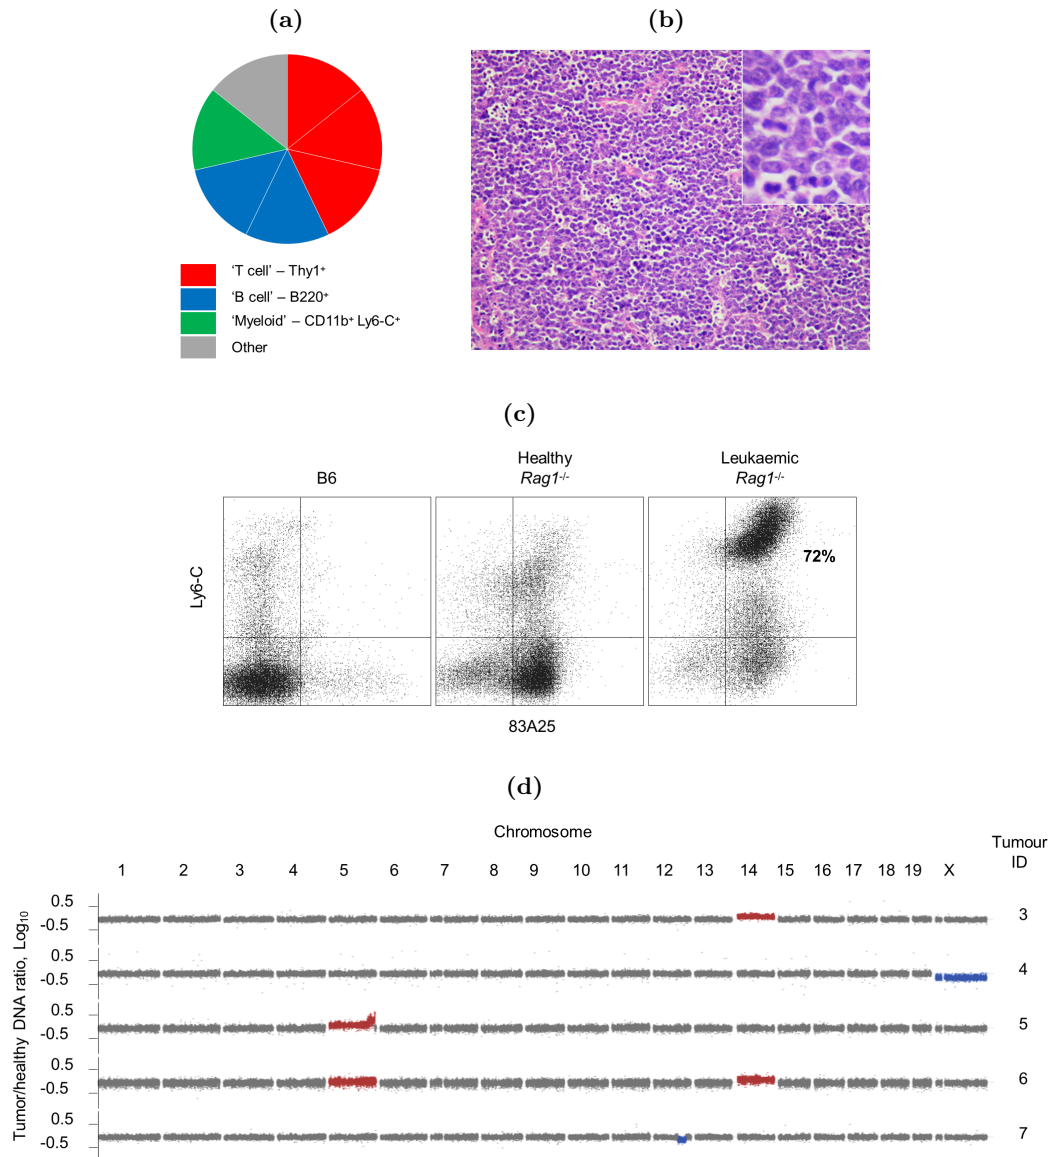 (a)
(b)
‘T cell’ – Thy1⁺
‘B cell’ – B220⁺
‘Myeloid’ – CD11b⁺ Ly6-C⁺
Other
(c)
B6
Healthy
Rag1⁻/⁻
Leukaemic
Rag1⁻/⁻
Ly6-C
72%
83A25
(d)
Chromosome
Tumour
ID
1 2 3 4 5 6 7 8 9 10 11 12 13 14 15 16 17 18 19 X
Tumor/healthy DNA ratio, Log₁₀
0.5
-0.5
3
0.5
-0.5
4
0.5
-0.5
5
0.5
-0.5
6
0.5
-0.5
7